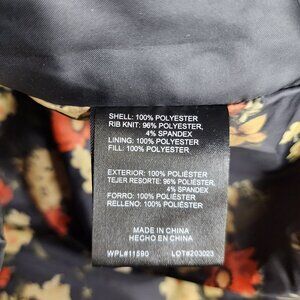 SHELL: 100% POLYESTER
RIB KNIT: 96% POLYESTER,
4% SPANDEX
LINING: 100% POLYESTER
FILL: 100% POLYESTER
EXTERIOR: 100% POLIÉSTER
TEJER RESORTE: 96% POLIÉSTER,
4% SPANDEX
FORRO: 100% POLIÉSTER
RELLENO: 100% POLIÉSTER
MADE IN CHINA
HECHO EN CHINA
WPL#11590 LOT#203023